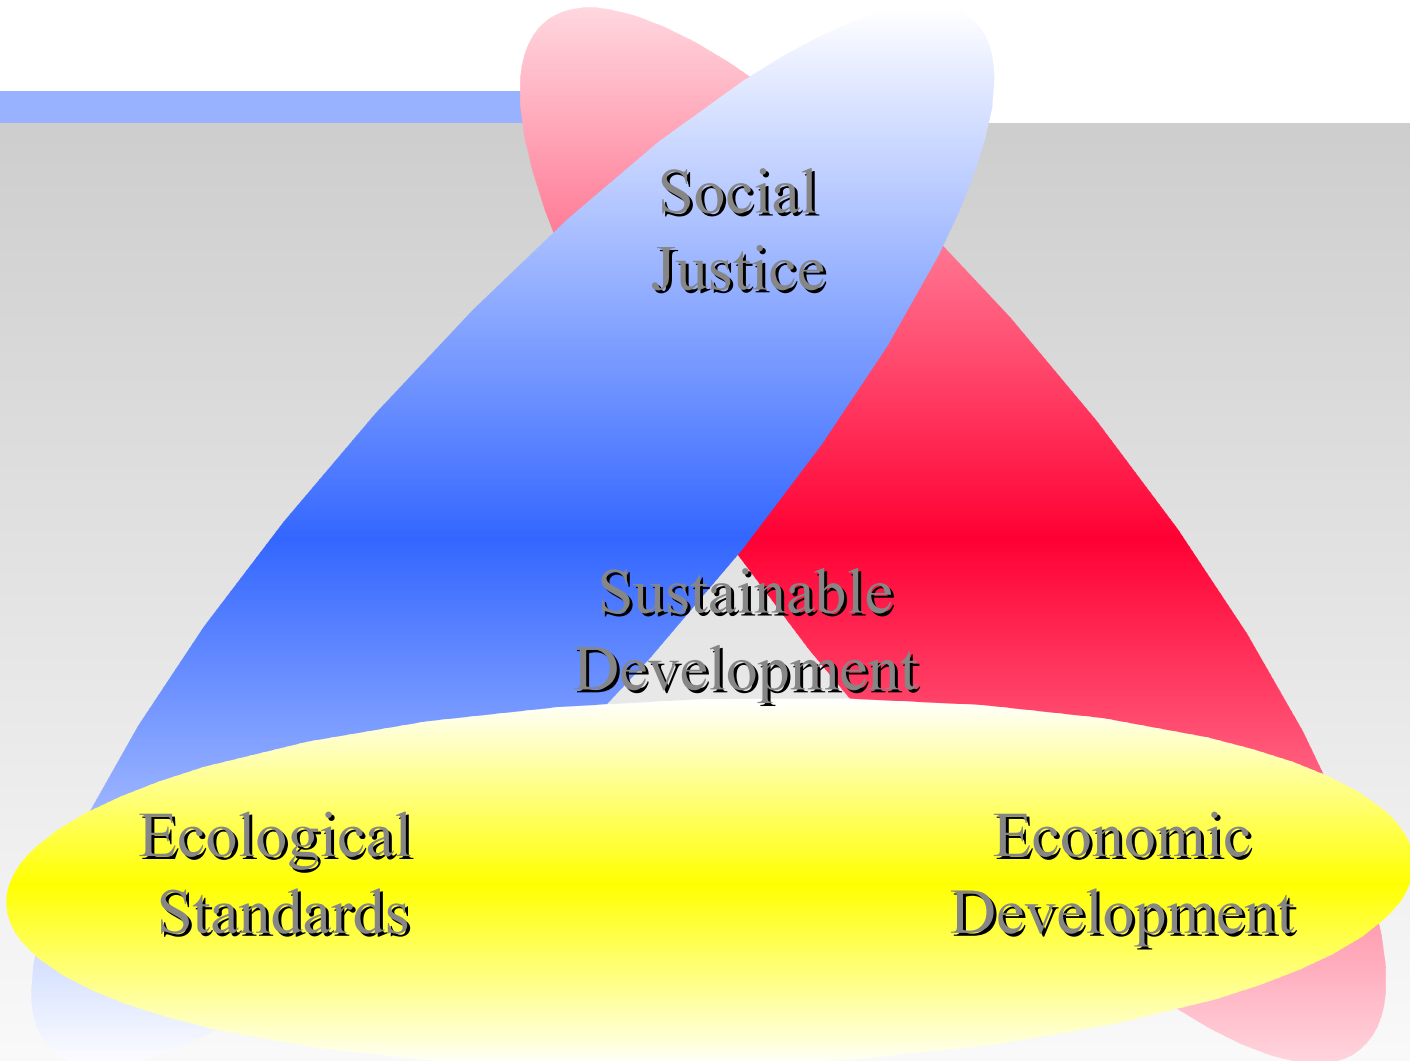 Social
Justice
Sustainable
Development
Ecological
Standards
Economic
Development